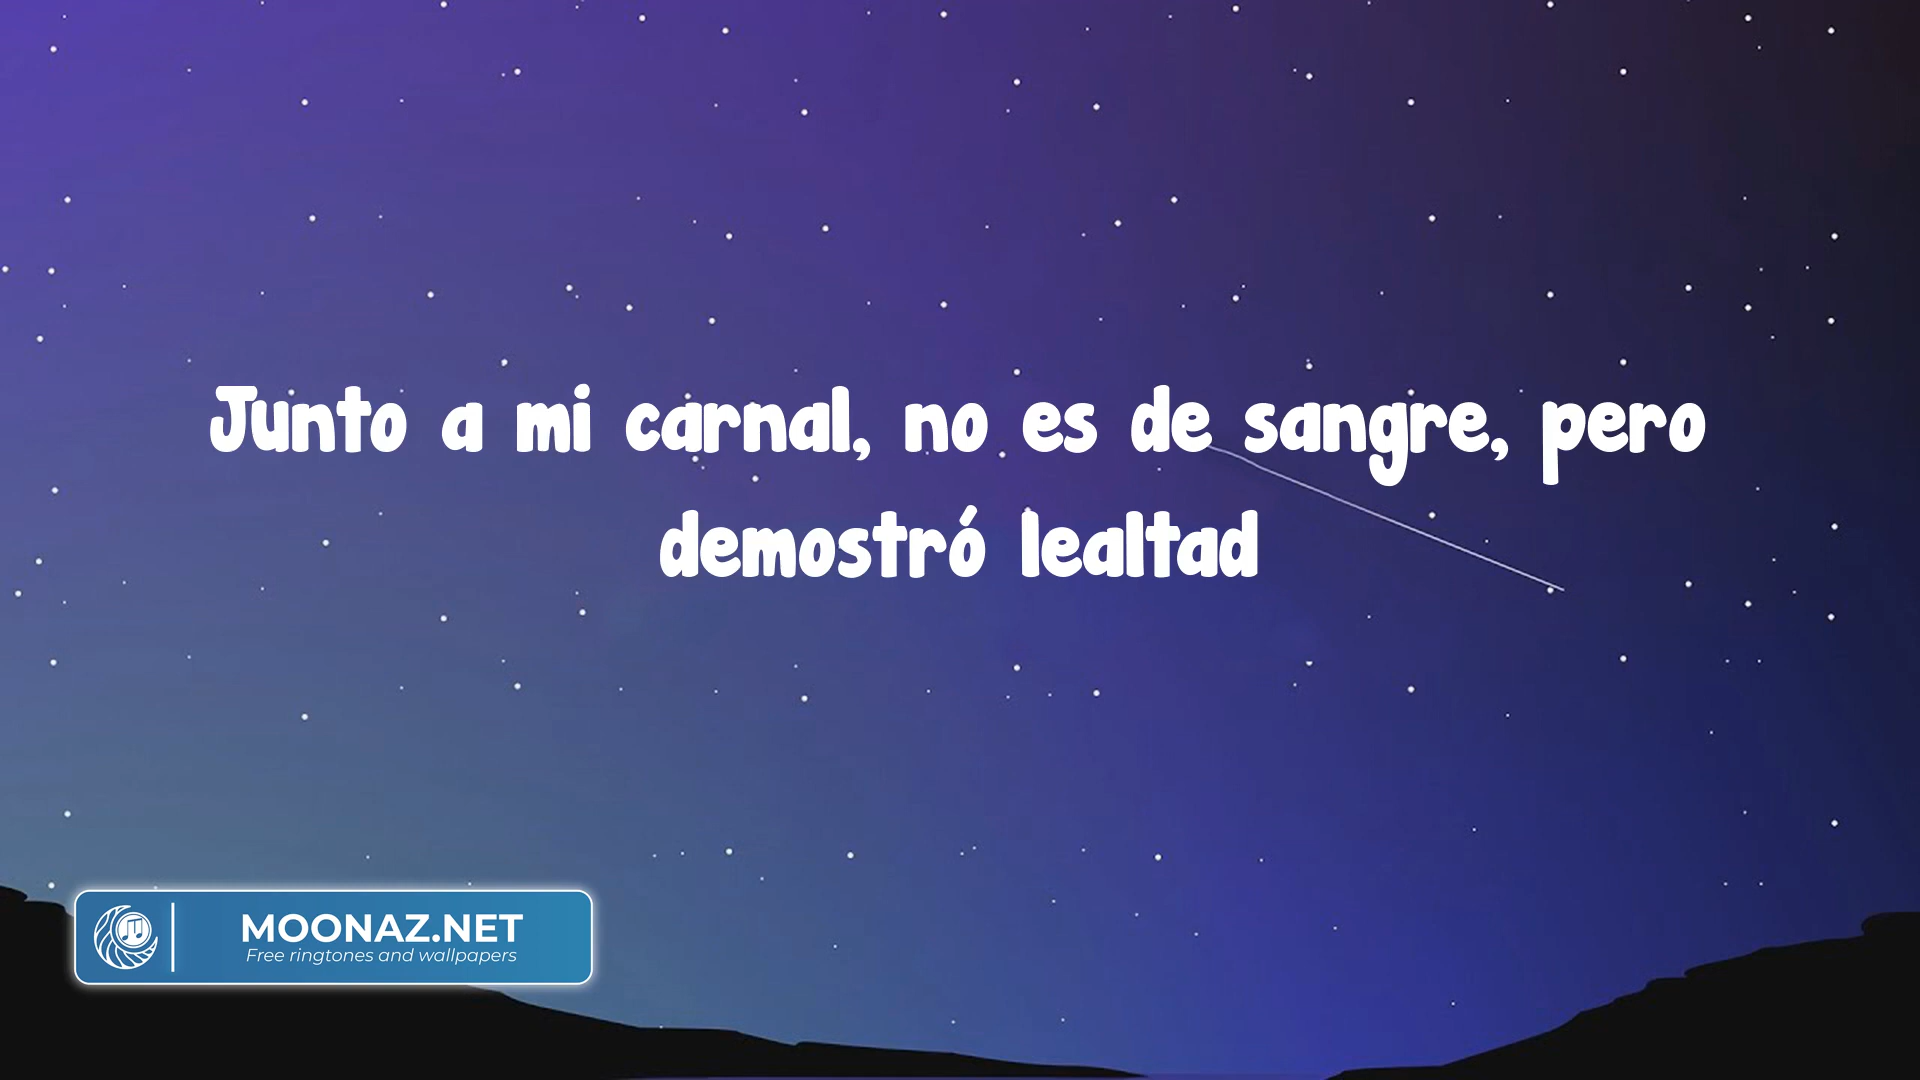 Junto a mi carnal, no es de sangre, pero
demostró lealtad
MOONAZ.NET
Free ringtones and wallpapers